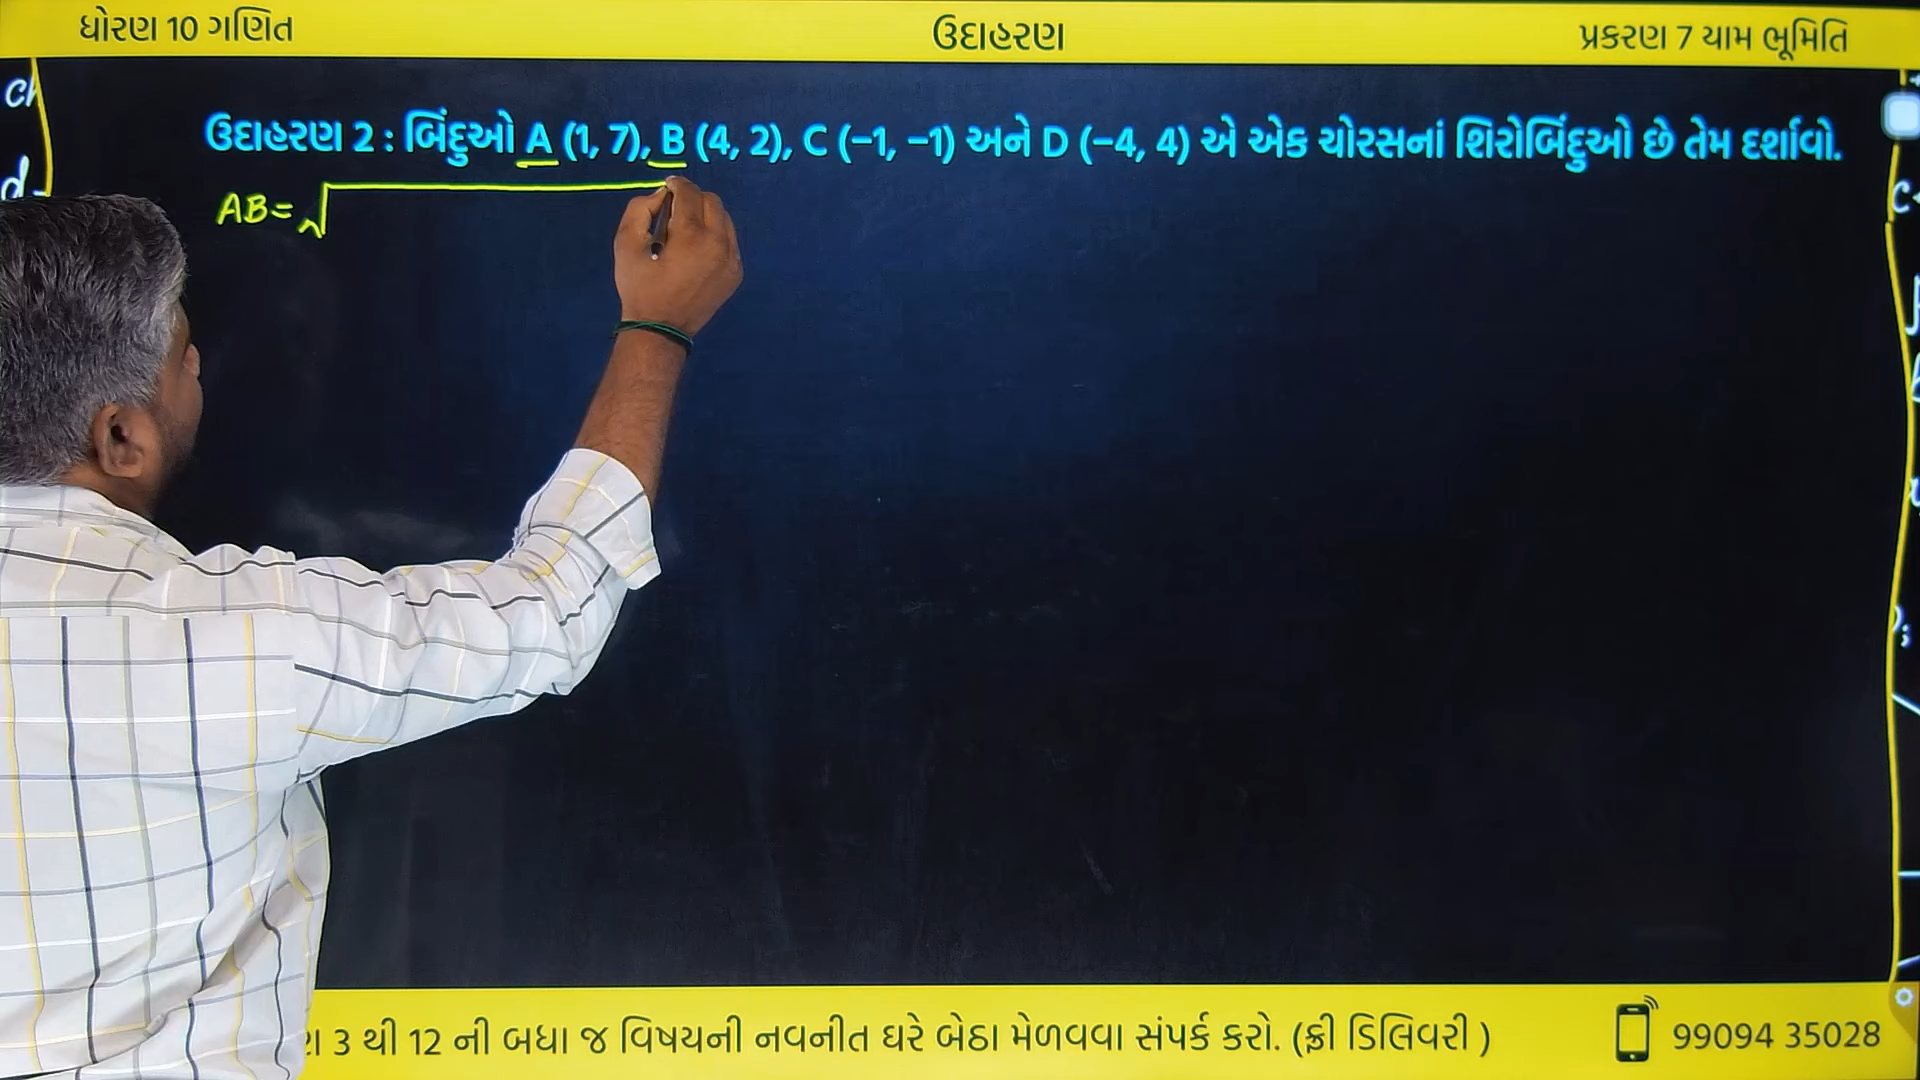 ધોરણ 10 ગણિત
ઉદાહરણ
પ્રકરણ 7 યામ ભૂમિતિ
ઉદાહરણ 2 : બિંદુઓ A (1, 7), B (4, 2), C (−1, −1) અને D (−4, 4) એ એક ચોરસનાં શિરોબિંદુઓ છે તેમ દર્શાવો.
AB = √
3 થી 12 ની બધા જ વિષયની નવનીત ઘરે બેઠા મેળવવા સંપર્ક કરો. (ફ્રી ડિલિવરી )
99094 35028